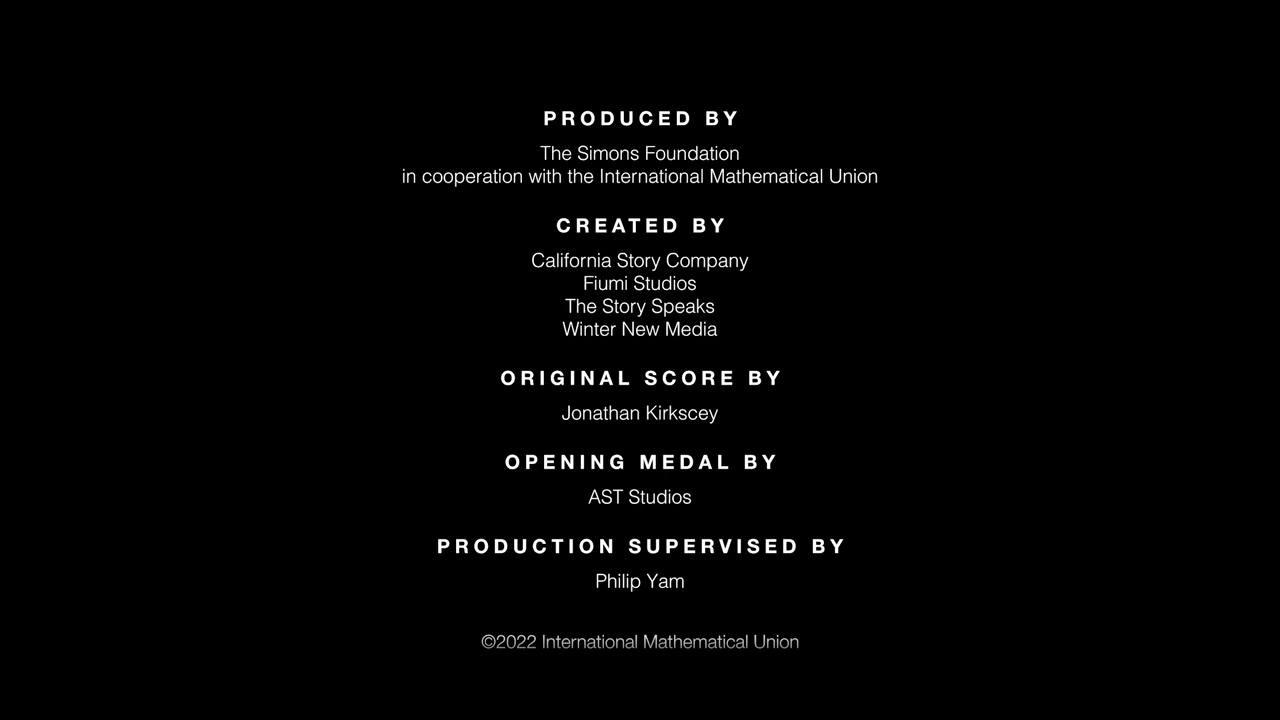 PRODUCED BY
The Simons Foundation
in cooperation with the International Mathematical Union
CREATED BY
California Story Company
Fiumi Studios
The Story Speaks
Winter New Media
ORIGINAL SCORE BY
Jonathan Kirkscey
OPENING MEDAL BY
AST Studios
PRODUCTION SUPERVISED BY
Philip Yam
©2022 International Mathematical Union